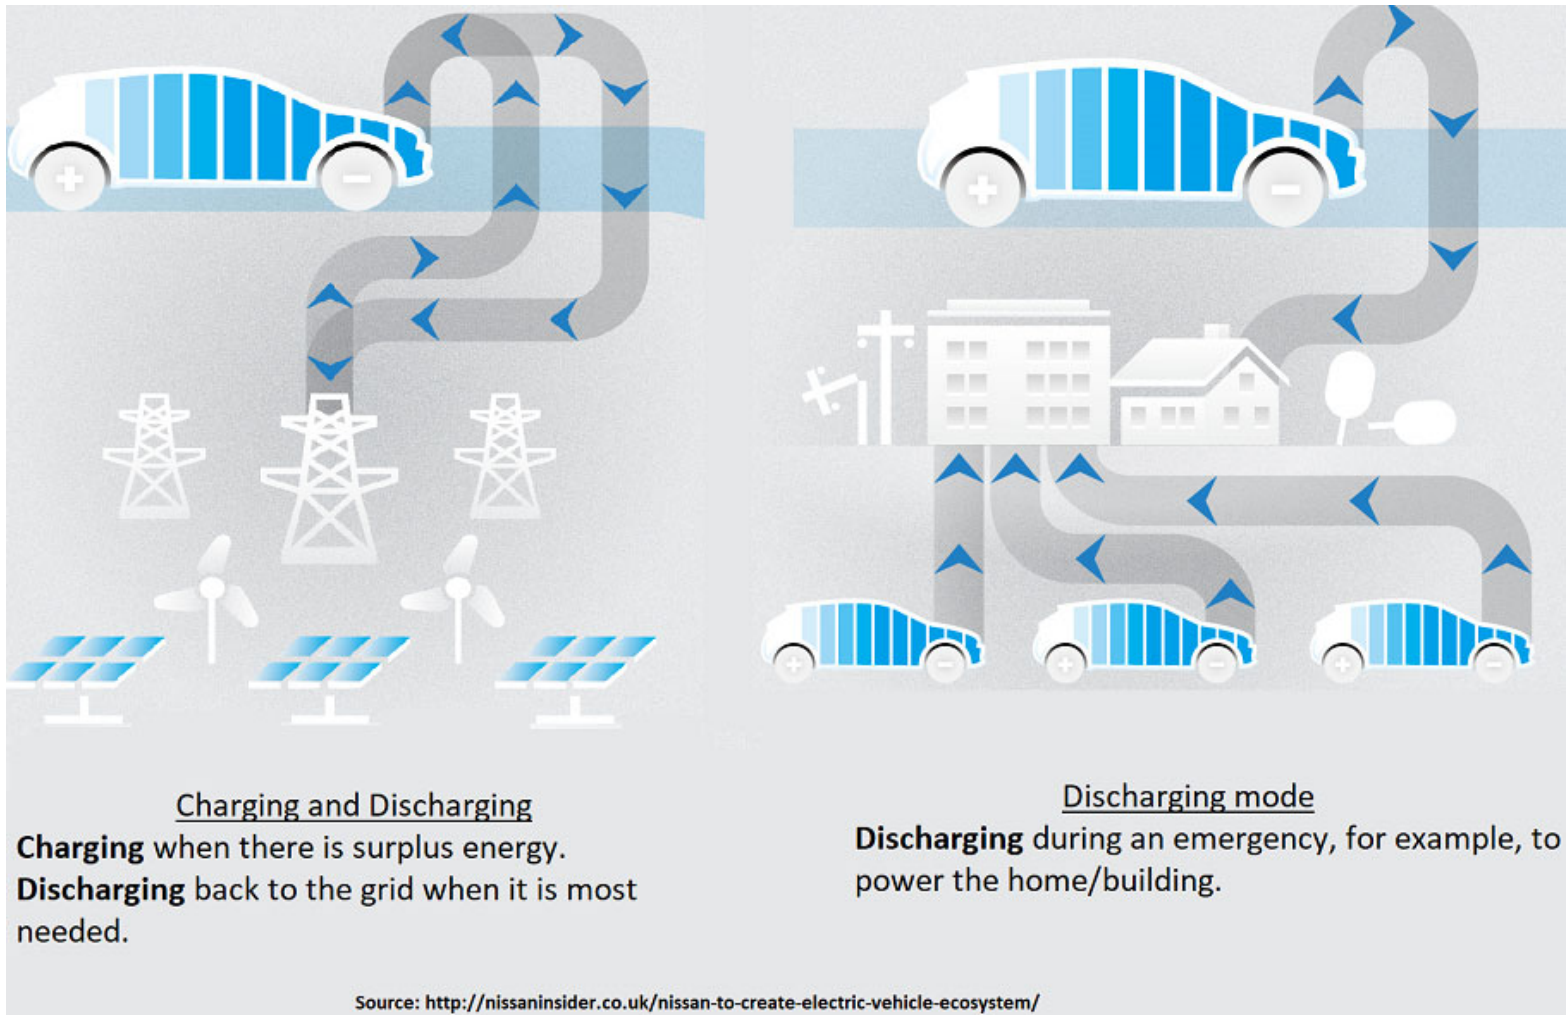 Charging and Discharging
Charging when there is surplus energy.
Discharging back to the grid when it is most
needed.
Discharging mode
Discharging during an emergency, for example, to
power the home/building.
Source: http://nissaninsider.co.uk/nissan-to-create-electric-vehicle-ecosystem/